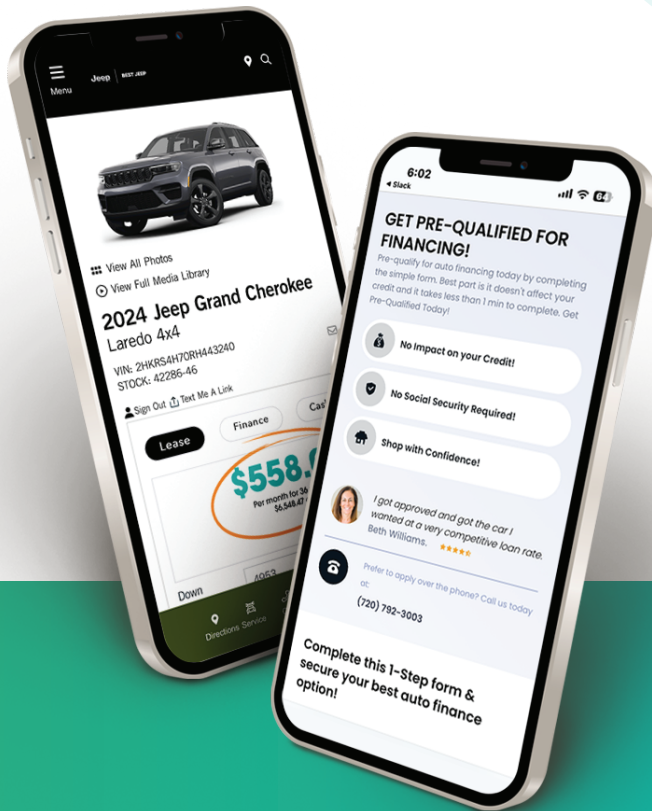 Menu
Jeep
BEST JEEP
View All Photos
View Full Media Library
2024 Jeep Grand Cherokee
Laredo 4x4
VIN: 2HKRS4H70RH443240
STOCK: 42286-46
Sign Out Text Me A Link
Lease
Finance
$558.
Per month for 36
$6,548.47
Down
4953
Directions Service
6:02
Slack
64
GET PRE-QUALIFIED FOR
FINANCING!
Pre-qualify for auto financing today by completing
the simple form. Best part is it doesn't affect your
credit and it takes less than 1 min to complete. Get
Pre-Qualified Today!
No Impact on your Credit!
No Social Security Required!
Shop with Confidence!
I got approved and got the car I
wanted at a very competitive loan rate.
Beth Williams.
Prefer to apply over the phone? Call us today
at:
(720) 792-3003
Complete this 1-Step form &
secure your best auto finance
option!